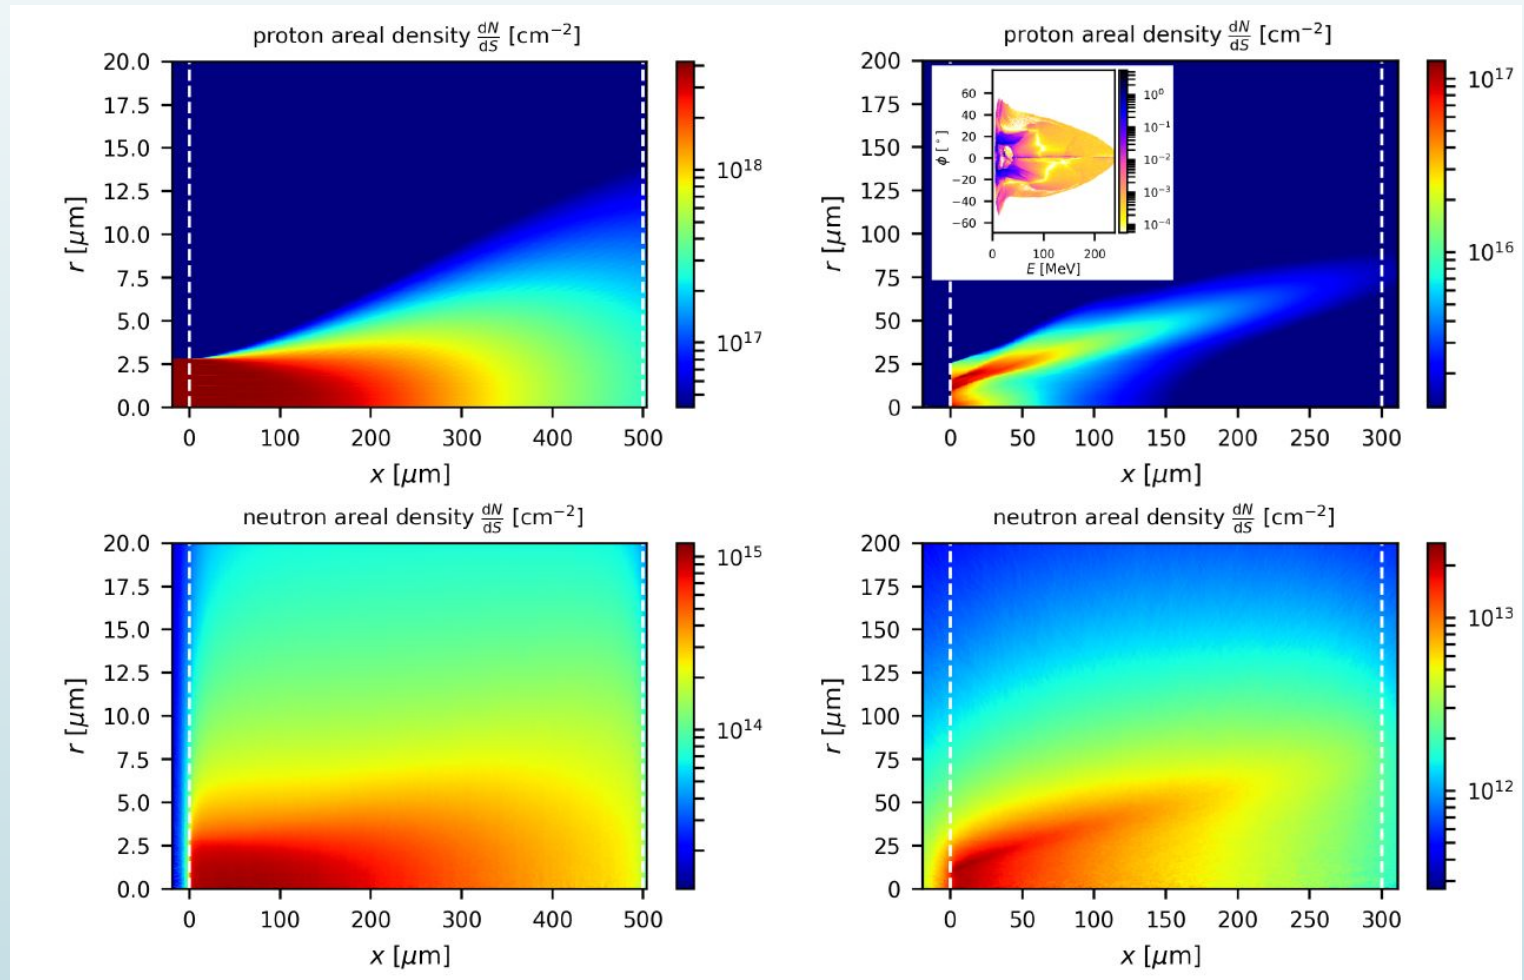 proton areal density dN/dS [cm⁻²]
20.0
17.5
15.0
12.5
10.0
7.5
5.0
2.5
0.0
r [μm]
0 100 200 300 400 500
x [μm]
10¹⁸
10¹⁷
proton areal density dN/dS [cm⁻²]
200
175
150
125
100
75
50
25
0
r [μm]
60
40
20
0
−20
−40
−60
ϕ [°]
0 100 200
E [MeV]
10⁰
10⁻¹
10⁻²
10⁻³
10⁻⁴
0 50 100 150 200 250 300
x [μm]
10¹⁷
10¹⁶
neutron areal density dN/dS [cm⁻²]
20.0
17.5
15.0
12.5
10.0
7.5
5.0
2.5
0.0
r [μm]
0 100 200 300 400 500
x [μm]
10¹⁵
10¹⁴
neutron areal density dN/dS [cm⁻²]
200
175
150
125
100
75
50
25
0
r [μm]
0 50 100 150 200 250 300
x [μm]
10¹³
10¹²